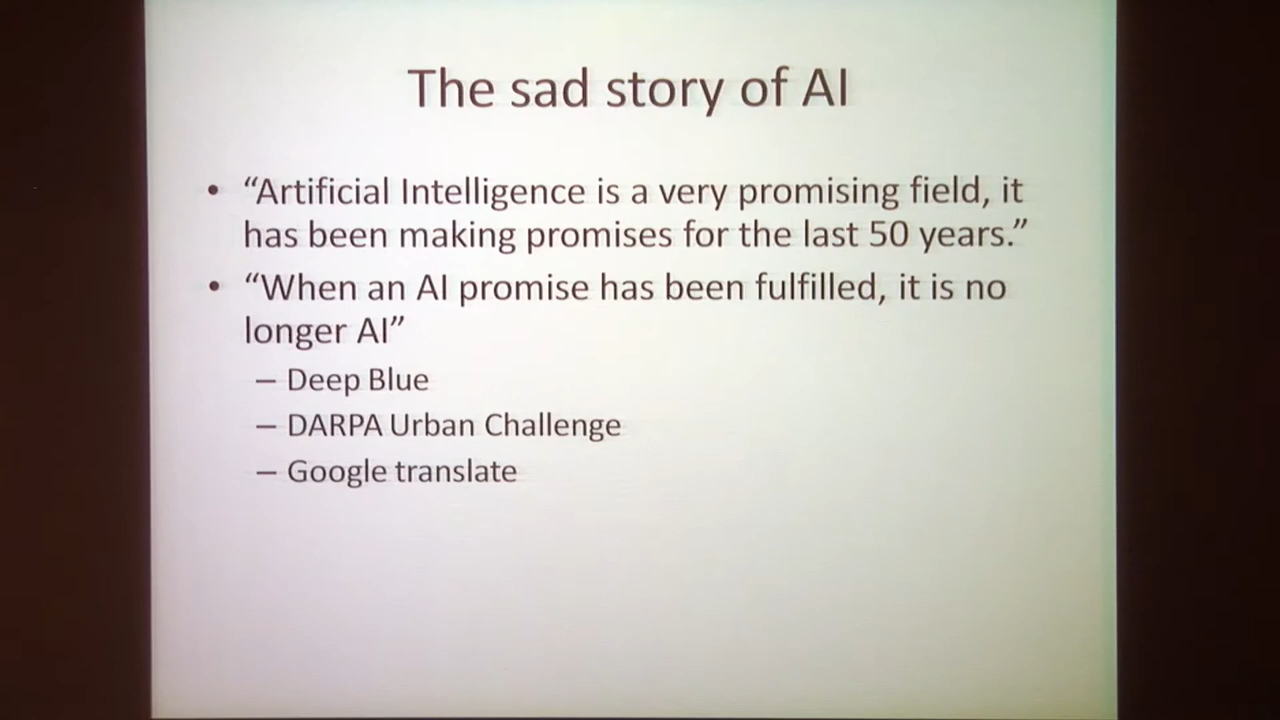 The sad story of AI
• “Artificial Intelligence is a very promising field, it
has been making promises for the last 50 years.”
• “When an AI promise has been fulfilled, it is no
longer AI”
– Deep Blue
– DARPA Urban Challenge
– Google translate